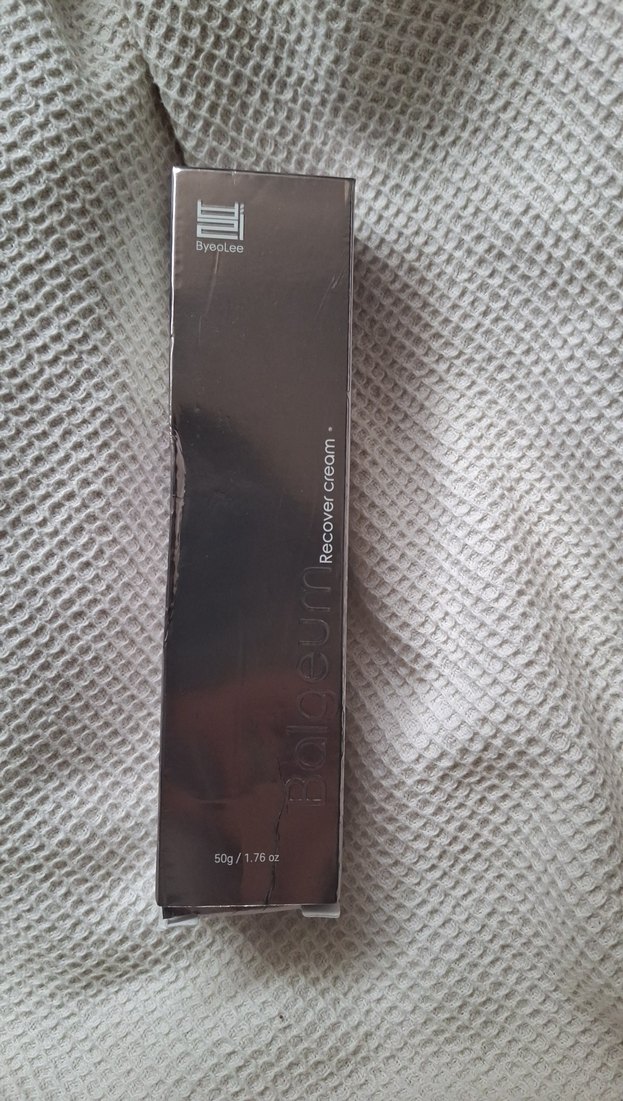 ByeoLee
Recover cream
Balgeum
50g / 1.76 oz